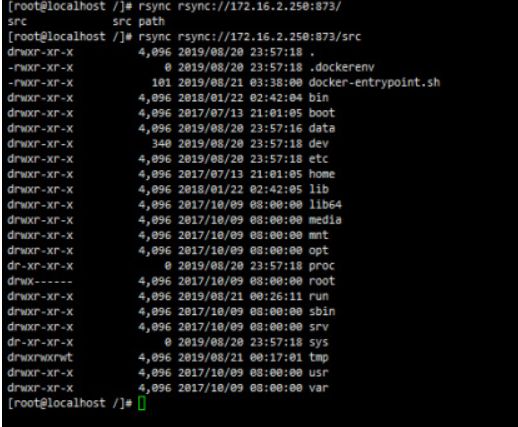 [root@localhost /]# rsync rsync://172.16.2.250:873/
src            src path
[root@localhost /]# rsync rsync://172.16.2.250:873/src
drwxr-xr-x          4,096 2019/08/20 23:57:18 .
-rwxr-xr-x              0 2019/08/20 23:57:18 .dockerenv
-rwxr-xr-x            101 2019/08/21 03:38:00 docker-entrypoint.sh
drwxr-xr-x          4,096 2018/01/22 02:42:04 bin
drwxr-xr-x          4,096 2017/07/13 21:01:05 boot
drwxr-xr-x          4,096 2019/08/20 23:57:16 data
drwxr-xr-x            340 2019/08/20 23:57:18 dev
drwxr-xr-x          4,096 2019/08/20 23:57:18 etc
drwxr-xr-x          4,096 2017/07/13 21:01:05 home
drwxr-xr-x          4,096 2018/01/22 02:42:05 lib
drwxr-xr-x          4,096 2017/10/09 08:00:00 lib64
drwxr-xr-x          4,096 2017/10/09 08:00:00 media
drwxr-xr-x          4,096 2017/10/09 08:00:00 mnt
drwxr-xr-x          4,096 2017/10/09 08:00:00 opt
dr-xr-xr-x              0 2019/08/20 23:57:18 proc
drwx------          4,096 2017/10/09 08:00:00 root
drwxr-xr-x          4,096 2019/08/21 00:26:11 run
drwxr-xr-x          4,096 2017/10/09 08:00:00 sbin
drwxr-xr-x          4,096 2017/10/09 08:00:00 srv
dr-xr-xr-x              0 2019/08/20 23:57:18 sys
drwxrwxrwt          4,096 2019/08/21 00:17:01 tmp
drwxr-xr-x          4,096 2017/10/09 08:00:00 usr
drwxr-xr-x          4,096 2017/10/09 08:00:00 var
[root@localhost /]#